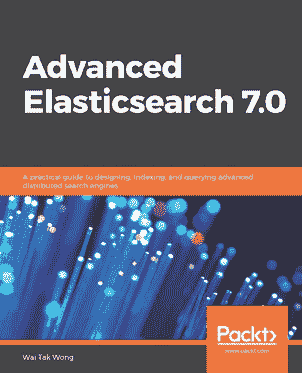 Advanced
Elasticsearch 7.0
A practical guide to designing, indexing, and querying advanced
distributed search engines
Packt>
www.packt.com
Wai Tak Wong